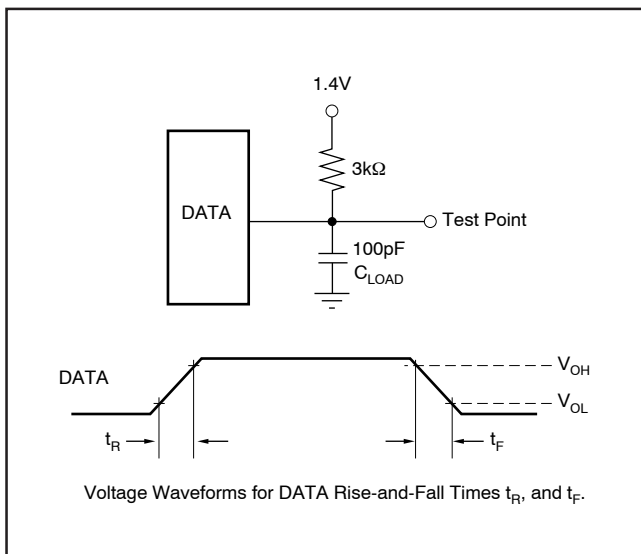 1.4V
3kΩ
DATA
Test Point
100pF
C_LOAD
DATA
V_OH
V_OL
t_R
t_F
Voltage Waveforms for DATA Rise-and-Fall Times t_R, and t_F.